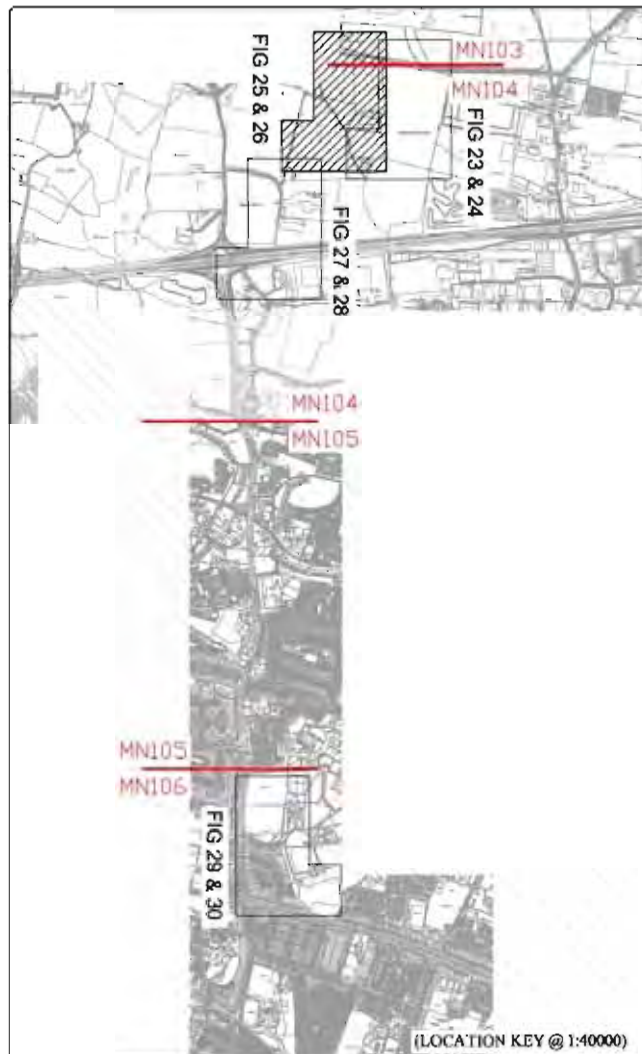 MN103
MN104
FIG 23 & 24
FIG 25 & 26
FIG 27 & 28
MN104
MN105
MN105
MN106
FIG 29 & 30
(LOCATION KEY @ 1:40000)